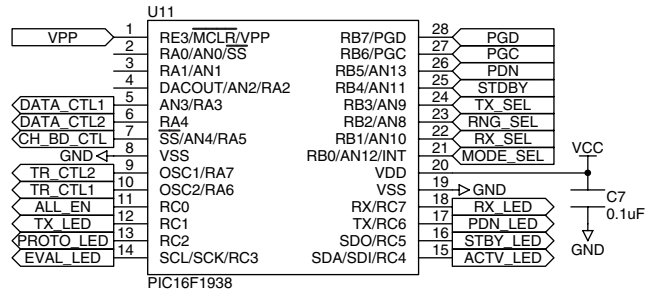 U11
VPP 1 RE3/MCLR/VPP RB7/PGD 28 PGD
2 RA0/AN0/SS RB6/PGC 27 PGC
3 RA1/AN1 RB5/AN13 26 PDN
4 DACOUT/AN2/RA2 RB4/AN11 25 STDBY
DATA_CTL1 5 AN3/RA3 RB3/AN9 24 TX_SEL
DATA_CTL2 6 RA4 RB2/AN8 23 RNG_SEL
CH_BD_CTL 7 SS/AN4/RA5 RB1/AN10 22 RX_SEL
GND 8 VSS RB0/AN12/INT 21 MODE_SEL VCC
TR_CTL2 9 OSC1/RA7 VDD 20
TR_CTL1 10 OSC2/RA6 VSS 19 GND C7
ALL_EN 11 RC0 RX/RC7 18 RX_LED 0.1uF
TX_LED 12 RC1 TX/RC6 17 PDN_LED
PROTO_LED 13 RC2 SDO/RC5 16 STBY_LED GND
EVAL_LED 14 SCL/SCK/RC3 SDA/SDI/RC4 15 ACTV_LED
PIC16F1938